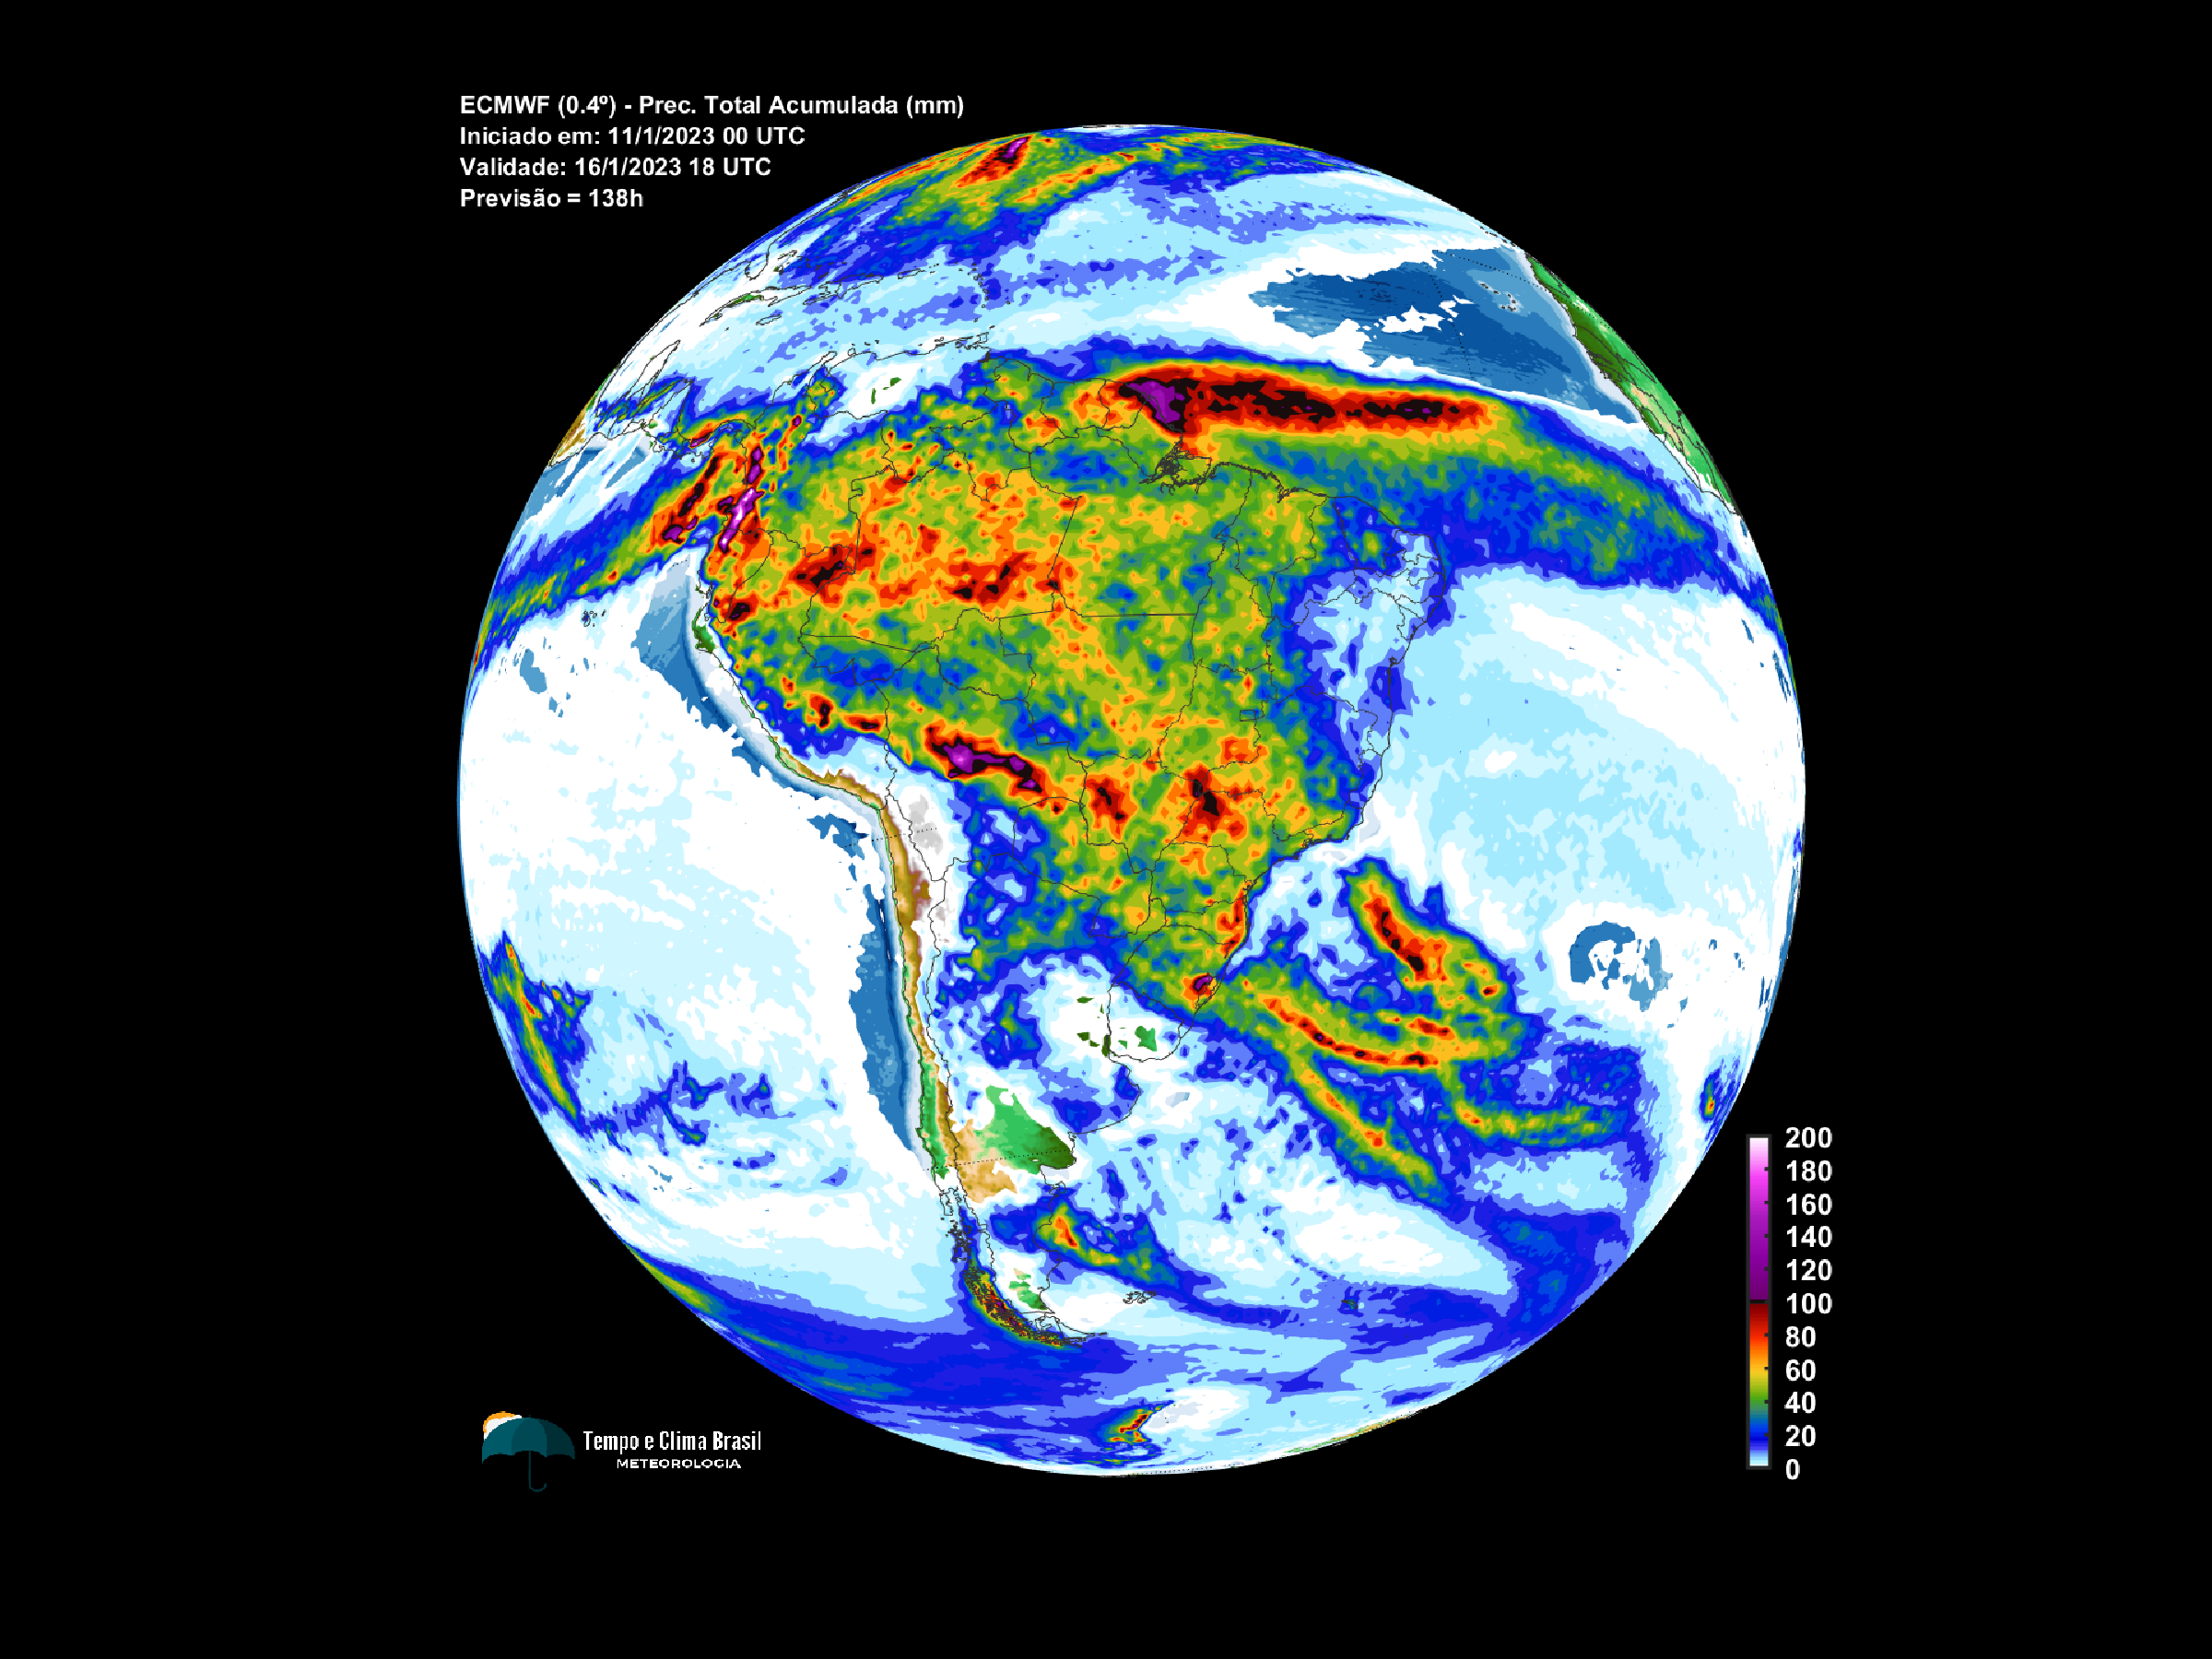 ECMWF (0.4º) - Prec. Total Acumulada (mm)
Iniciado em: 11/1/2023 00 UTC
Validade: 16/1/2023 18 UTC
Previsão = 138h
200
180
160
140
120
100
80
60
40
20
0
Tempo e Clima Brasil
METEOROLOGIA